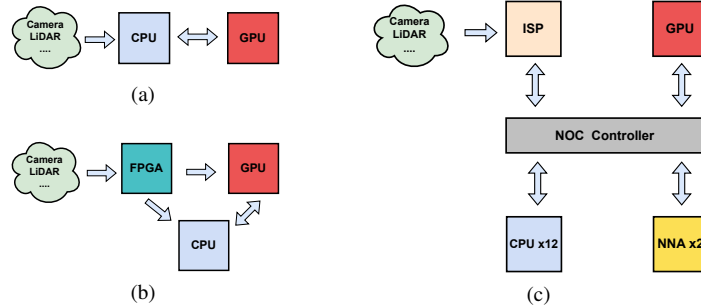 Camera
LiDAR
....
CPU
GPU
(a)
Camera
LiDAR
....
FPGA
GPU
CPU
(b)
Camera
LiDAR
....
ISP
GPU
NOC Controller
CPU x12
NNA x2
(c)